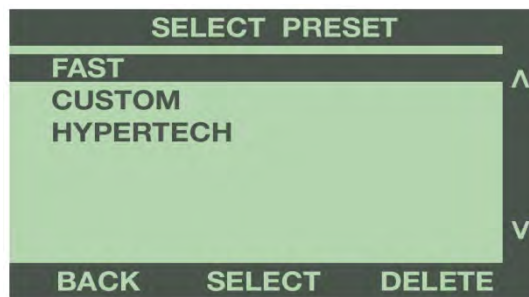 SELECT PRESET
FAST
CUSTOM
HYPERTECH
BACK SELECT DELETE